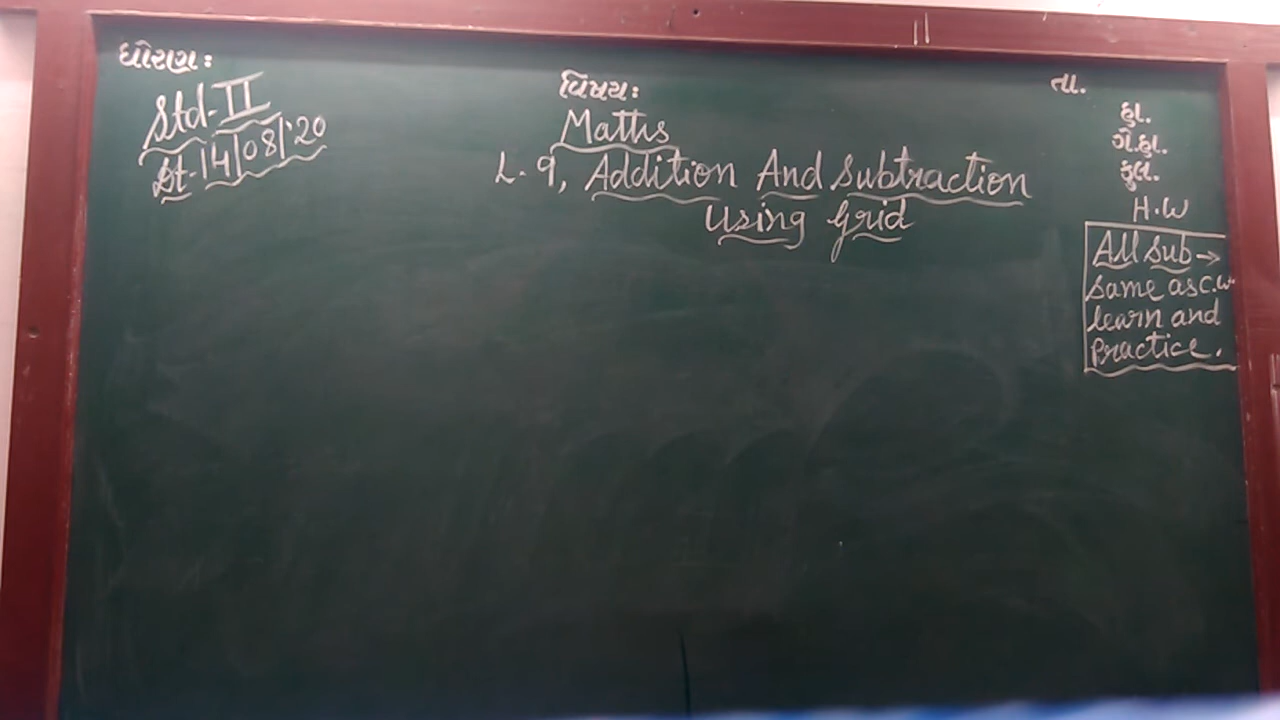 ધોરણ:
Std-II
Dt-14/08/'20
વિષય:
Maths
L-9, Addition And Subtraction
Using Grid
તા.
હા.
ગે.હા.
કુલ.
H.W
All Sub→
Same as C.W.
learn and
Practice.